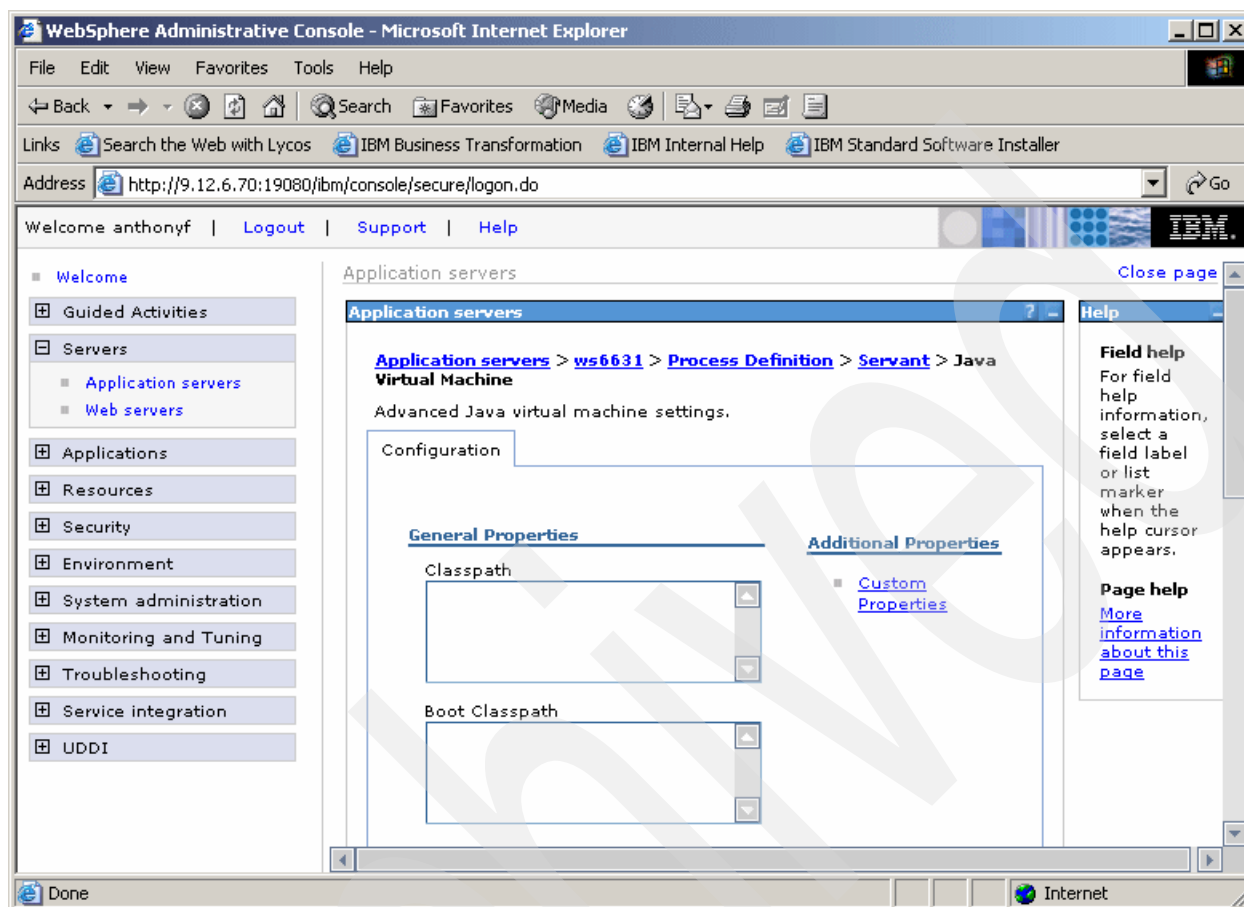 WebSphere Administrative Console - Microsoft Internet Explorer
File Edit View Favorites Tools Help
Back Search Favorites Media
Links Search the Web with Lycos IBM Business Transformation IBM Internal Help IBM Standard Software Installer
Address http://9.12.6.70:19080/ibm/console/secure/logon.do Go
Welcome anthonyf | Logout | Support | Help IBM.
Welcome
Guided Activities
Servers
Application servers
Web servers
Applications
Resources
Security
Environment
System administration
Monitoring and Tuning
Troubleshooting
Service integration
UDDI
Application servers Close page
Application servers ? -
Application servers > ws6631 > Process Definition > Servant > Java
Virtual Machine
Advanced Java virtual machine settings.
Configuration
General Properties
Classpath
Boot Classpath
Additional Properties
Custom
Properties
Help -
Field help
For field
help
information,
select a
field label
or list
marker
when the
help cursor
appears.
Page help
More
information
about this
page
Done Internet